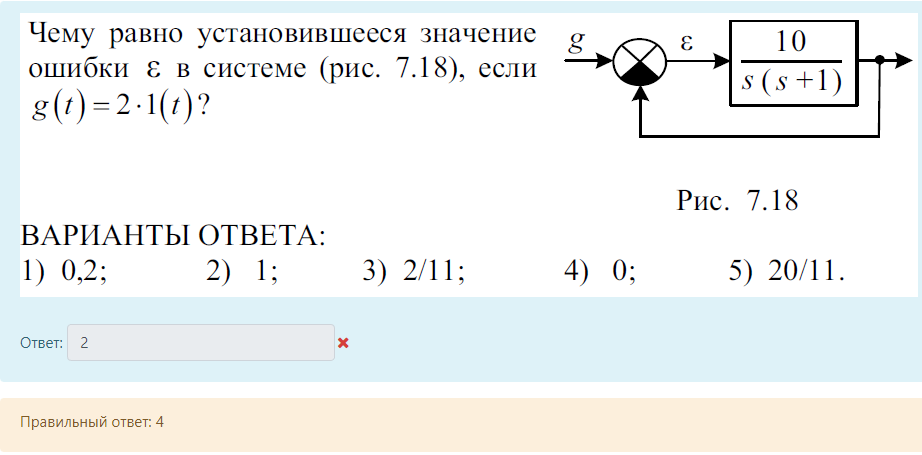 Чему равно установившееся значение
ошибки ε в системе (рис. 7.18), если
g(t) = 2·1(t)?
g
ε
10
s(s+1)
Рис. 7.18
ВАРИАНТЫ ОТВЕТА:
1) 0,2; 2) 1; 3) 2/11; 4) 0; 5) 20/11.
Ответ: 2
Правильный ответ: 4